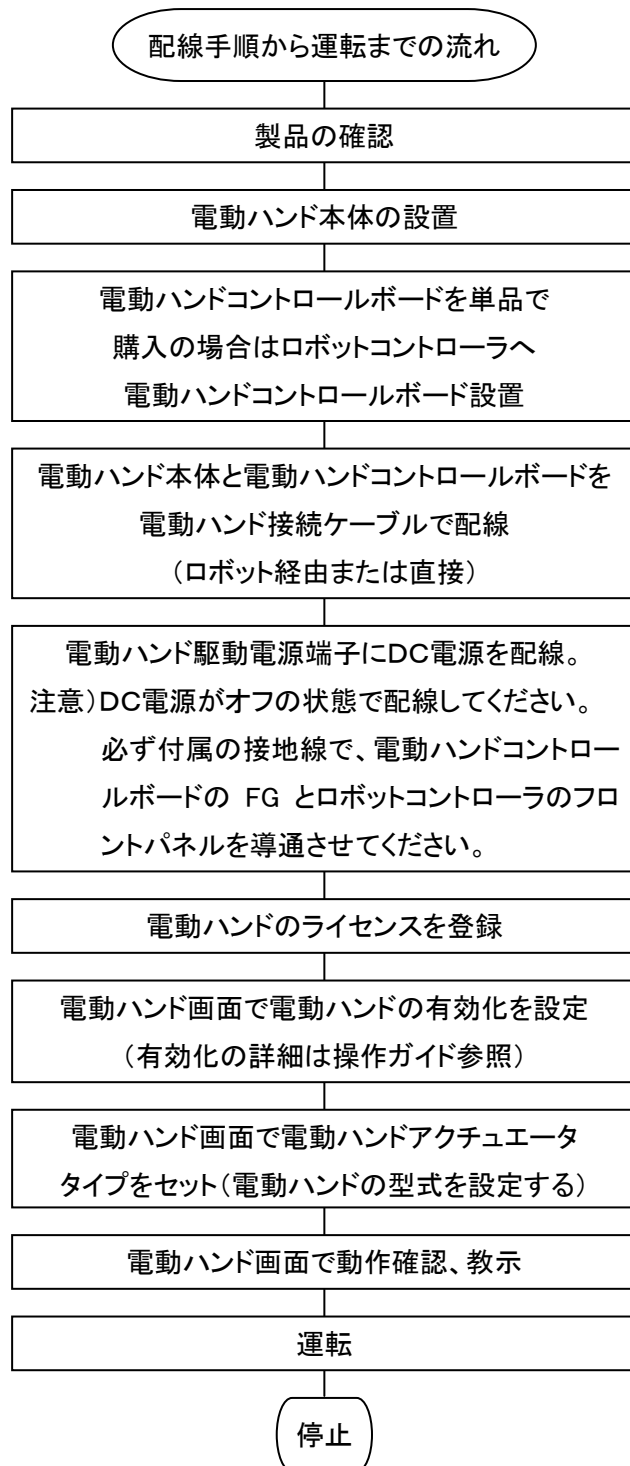 配線手順から運転までの流れ
製品の確認
電動ハンド本体の設置
電動ハンドコントロールボードを単品で
購入の場合はロボットコントローラへ
電動ハンドコントロールボード設置
電動ハンド本体と電動ハンドコントロールボードを
電動ハンド接続ケーブルで配線
（ロボット経由または直接）
電動ハンド駆動電源端子にDC電源を配線。
注意）DC電源がオフの状態で配線してください。
必ず付属の接地線で、電動ハンドコントロー
ルボードの FG とロボットコントローラのフロ
ントパネルを導通させてください。
電動ハンドのライセンスを登録
電動ハンド画面で電動ハンドの有効化を設定
（有効化の詳細は操作ガイド参照）
電動ハンド画面で電動ハンドアクチュエータ
タイプをセット（電動ハンドの型式を設定する）
電動ハンド画面で動作確認、教示
運転
停止